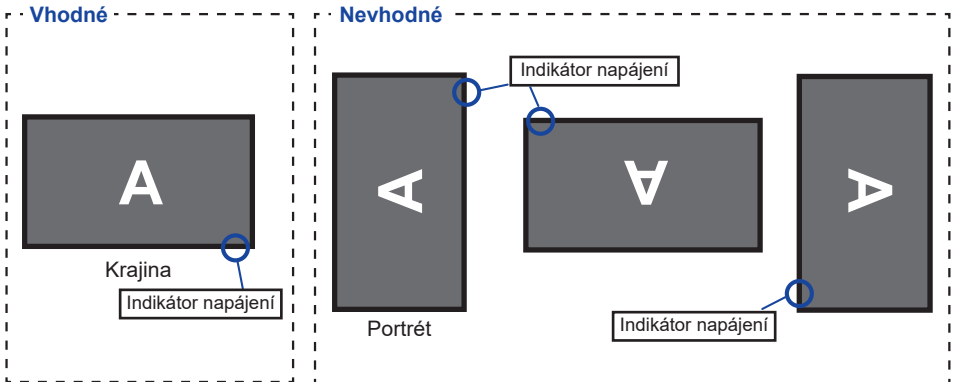 Vhodné
A
Krajina
Indikátor napájení
Nevhodné
Indikátor napájení
A
Portrét
A
A
Indikátor napájení